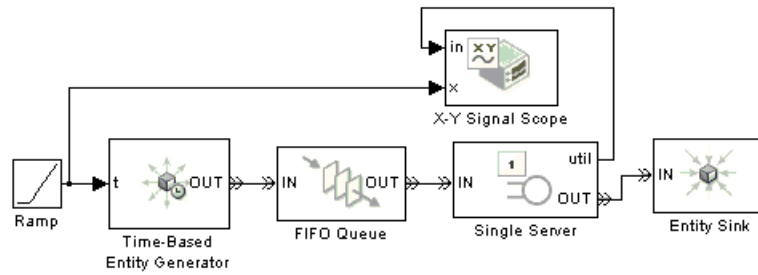 in
XY
x
X-Y Signal Scope
t
OUT
IN
OUT
IN
1
util
OUT
IN
Ramp
Time-Based
Entity Generator
FIFO Queue
Single Server
Entity Sink